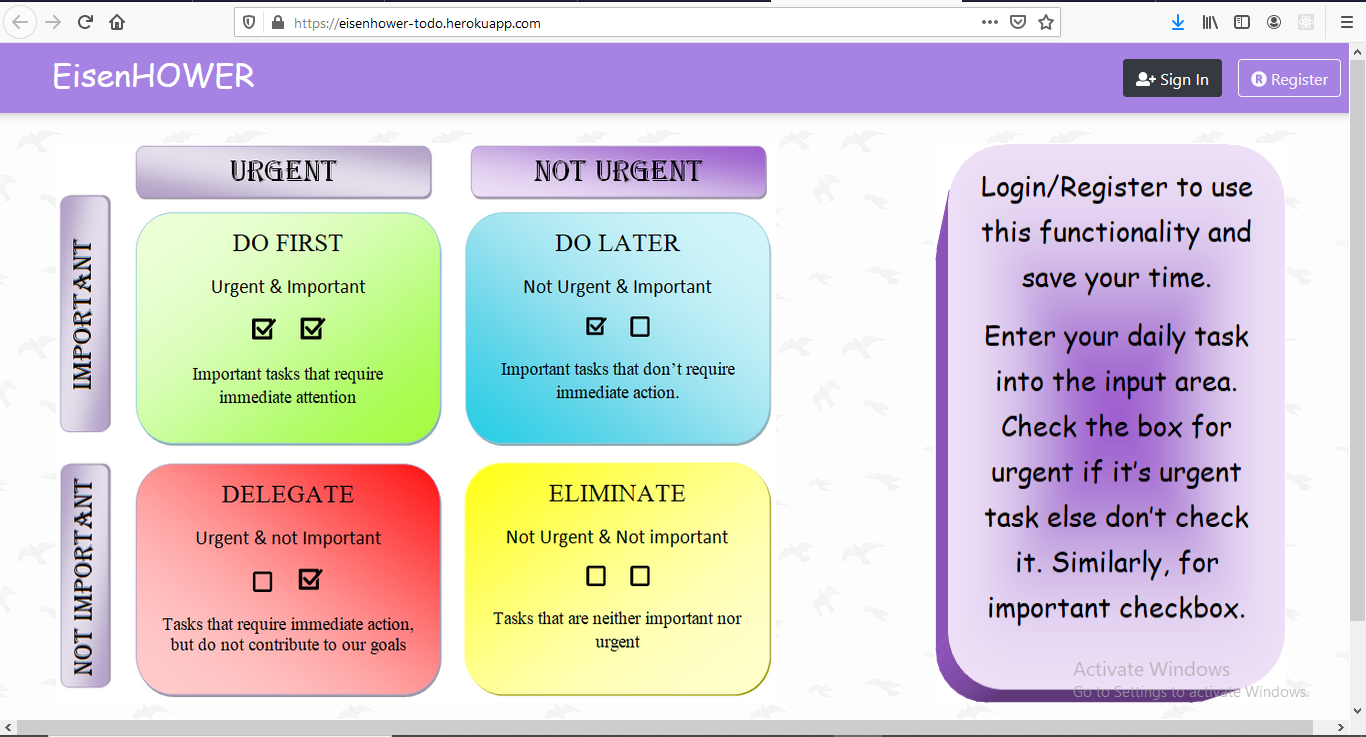 https://eisenhower-todo.herokuapp.com
EisenHOWER
Sign In
Register
URGENT
NOT URGENT
IMPORTANT
DO FIRST
Urgent & Important
Important tasks that require
immediate attention
DO LATER
Not Urgent & Important
Important tasks that don’t require
immediate action.
NOT IMPORTANT
DELEGATE
Urgent & not Important
Tasks that require immediate action,
but do not contribute to our goals
ELIMINATE
Not Urgent & Not important
Tasks that are neither important nor
urgent
Login/Register to use
this functionality and
save your time.
Enter your daily task
into the input area.
Check the box for
urgent if it’s urgent
task else don’t check
it. Similarly, for
important checkbox.
Activate Windows
Go to Settings to activate Windows.